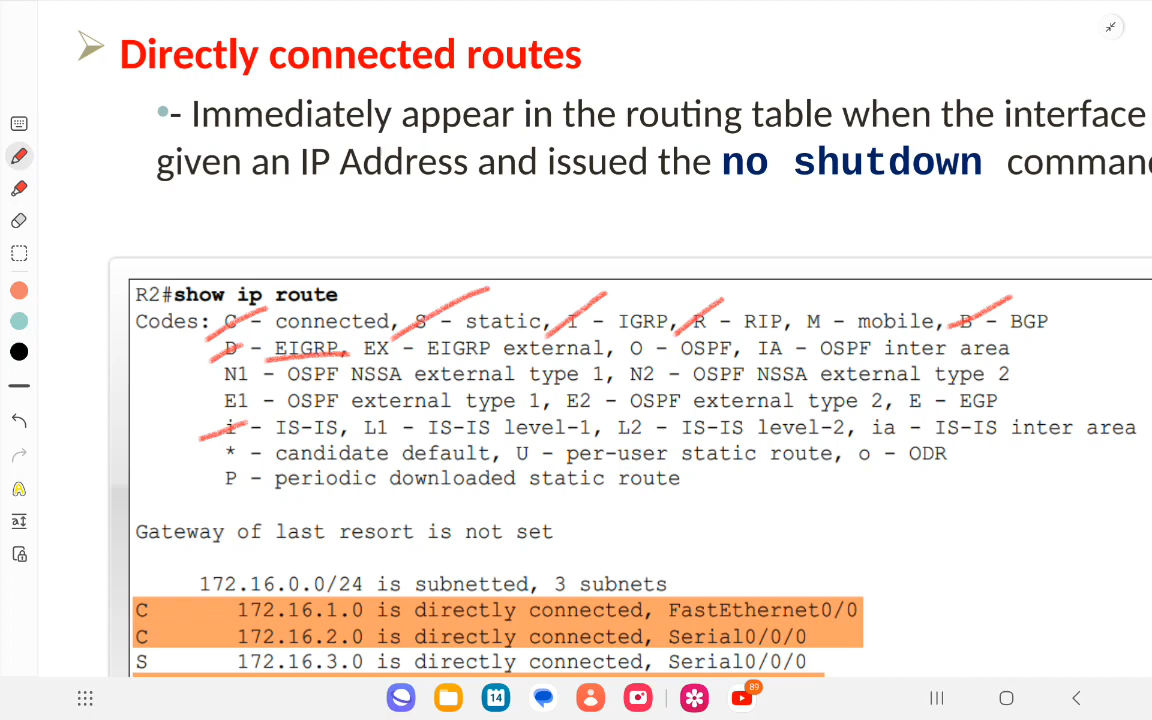 Directly connected routes
- Immediately appear in the routing table when the interface
given an IP Address and issued the no shutdown
R2#show ip route
Codes: C - connected, S - static, I - IGRP, R - RIP, M - mobile, B - BGP
D - EIGRP, EX - EIGRP external, O - OSPF, IA - OSPF inter area
N1 - OSPF NSSA external type 1, N2 - OSPF NSSA external type 2
E1 - OSPF external type 1, E2 - OSPF external type 2, E - EGP
i - IS-IS, L1 - IS-IS level-1, L2 - IS-IS level-2, ia - IS-IS inter area
* - candidate default, U - per-user static route, o - ODR
P - periodic downloaded static route
Gateway of last resort is not set
172.16.0.0/24 is subnetted, 3 subnets
C 172.16.1.0 is directly connected, FastEthernet0/0
C 172.16.2.0 is directly connected, Serial0/0/0
S 172.16.3.0 is directly connected, Serial0/0/0
14
89